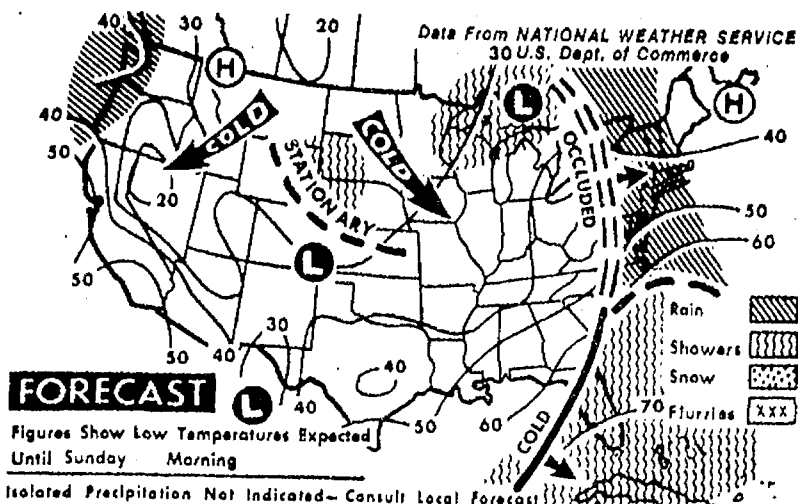 Data From NATIONAL WEATHER SERVICE
30 U.S. Dept. of Commerce
40 30 20
H
L
H
COLD
COLD
STATIONARY
OCCLUDED
40
50
20
40
50
60
L
50
50 40
30
L
40
40
50
60
COLD
70
Rain
Showers
Snow
Flurries XXX
FORECAST
Figures Show Low Temperatures Expected
Until Sunday Morning
Isolated Precipitation Not Indicated – Consult Local Forecast